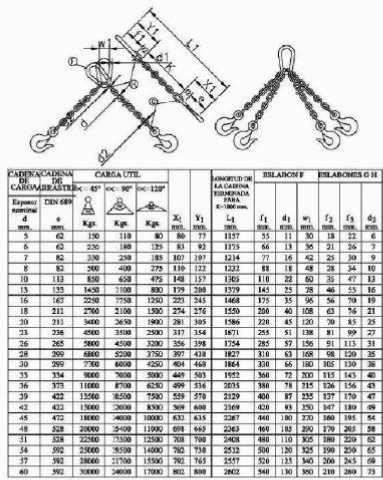 CADENA DE CARGA CADENA DE ARRASTRE CARGA UTIL LONGITUD DE LA CADENA TERMINADA PARA ESLABON F ESLABONES G H
Espesor nominal d mm. DIN 689 e mm. <= 45° <= 90° <=120° Kgs. Kgs. Kgs. X1 mm. Y1 mm. L1 mm. f1 mm. d1 mm. w1 mm. f2 mm. f3 mm. d2 mm.
5 62 150 110 80 80 77 1157 55 11 30 18 22 6
6 62 230 180 125 83 92 1175 66 13 36 21 26 7
7 82 330 250 185 107 107 1214 77 16 42 25 30 9
8 82 500 400 275 110 122 1232 88 18 48 28 34 10
10 113 850 650 475 148 157 1305 110 22 60 35 47 13
13 133 1450 1100 800 179 200 1379 145 25 78 46 55 16
16 167 2250 1750 1250 223 245 1468 175 35 96 56 70 19
18 211 2700 2100 1500 274 276 1550 200 40 108 63 76 21
20 211 3400 2650 1900 281 305 1586 220 45 120 70 85 25
23 236 4500 3500 2500 317 354 1671 255 51 138 81 99 27
26 265 5800 4500 3200 356 398 1754 285 57 156 91 113 31
28 299 6800 5200 3750 397 430 1827 310 63 168 98 120 35
30 299 7700 6000 4250 404 460 1864 330 66 180 105 130 38
33 334 9000 7000 5000 449 503 1952 360 72 200 115 143 40
36 373 11000 8700 6250 499 536 2035 380 78 215 126 156 43
39 422 13500 10500 7500 559 570 2129 400 87 235 137 170 47
42 422 15000 12000 8500 569 600 2169 420 93 250 147 180 49
45 472 18000 14000 10000 632 635 2267 440 100 270 160 195 54
48 528 20000 15400 11000 698 665 2363 460 105 290 170 205 58
51 528 22500 17500 12500 708 700 2408 480 110 305 180 220 62
54 592 25000 19500 14000 782 730 2512 500 120 325 190 230 65
57 592 28000 21700 15500 792 765 2557 520 125 340 200 245 69
60 592 30000 24000 17000 802 800 2602 540 130 360 210 260 73